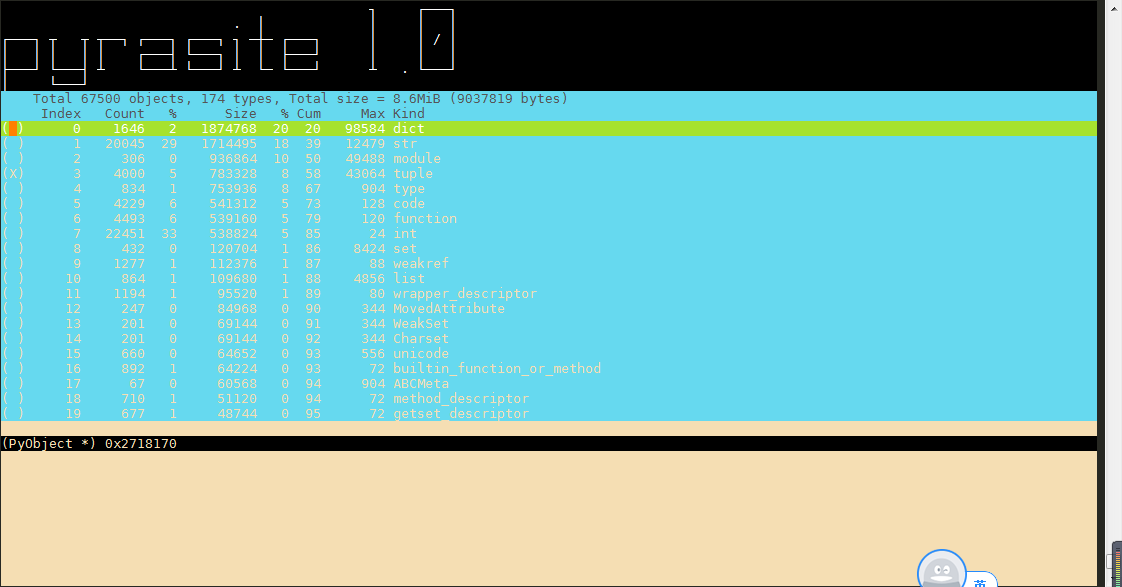 pyrasite 1.0
Total 67500 objects, 174 types, Total size = 8.6MiB (9037819 bytes)
Index Count % Size % Cum Max Kind
( ) 0 1646 2 1874768 20 20 98584 dict
( ) 1 20045 29 1714495 18 39 12479 str
( ) 2 306 0 936864 10 50 49488 module
(X) 3 4000 5 783328 8 58 43064 tuple
( ) 4 834 1 753936 8 67 904 type
( ) 5 4229 6 541312 5 73 128 code
( ) 6 4493 6 539160 5 79 120 function
( ) 7 22451 33 538824 5 85 24 int
( ) 8 432 0 120704 1 86 8424 set
( ) 9 1277 1 112376 1 87 88 weakref
( ) 10 864 1 109680 1 88 4856 list
( ) 11 1194 1 95520 1 89 80 wrapper_descriptor
( ) 12 247 0 84968 0 90 344 MovedAttribute
( ) 13 201 0 69144 0 91 344 WeakSet
( ) 14 201 0 69144 0 92 344 Charset
( ) 15 660 0 64652 0 93 556 unicode
( ) 16 892 1 64224 0 93 72 builtin_function_or_method
( ) 17 67 0 60568 0 94 904 ABCMeta
( ) 18 710 1 51120 0 94 72 method_descriptor
( ) 19 677 1 48744 0 95 72 getset_descriptor
(PyObject *) 0x2718170
英